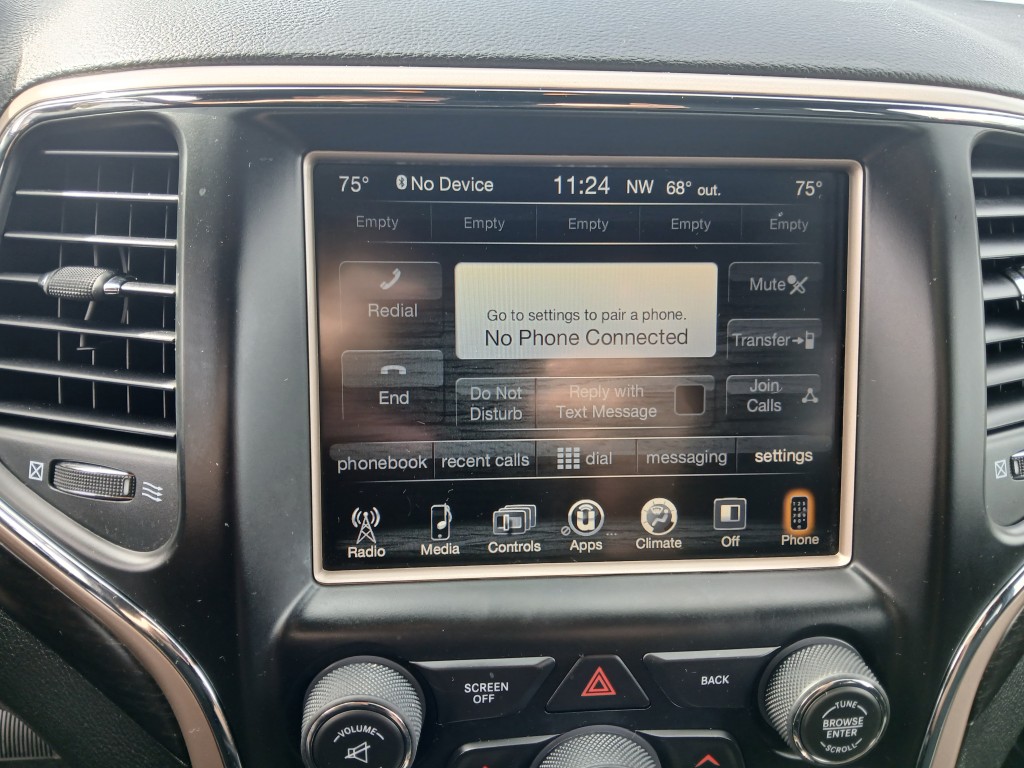 75° No Device 11:24 NW 68° out. 75°
Empty Empty Empty Empty Empty
Redial
Go to settings to pair a phone.
No Phone Connected
Mute
Transfer
End
Do Not
Disturb
Reply with
Text Message
Join
Calls
phonebook recent calls dial messaging settings
Radio Media Controls Apps Climate Off Phone
SCREEN
OFF
BACK
VOLUME
TUNE
BROWSE
ENTER
SCROLL